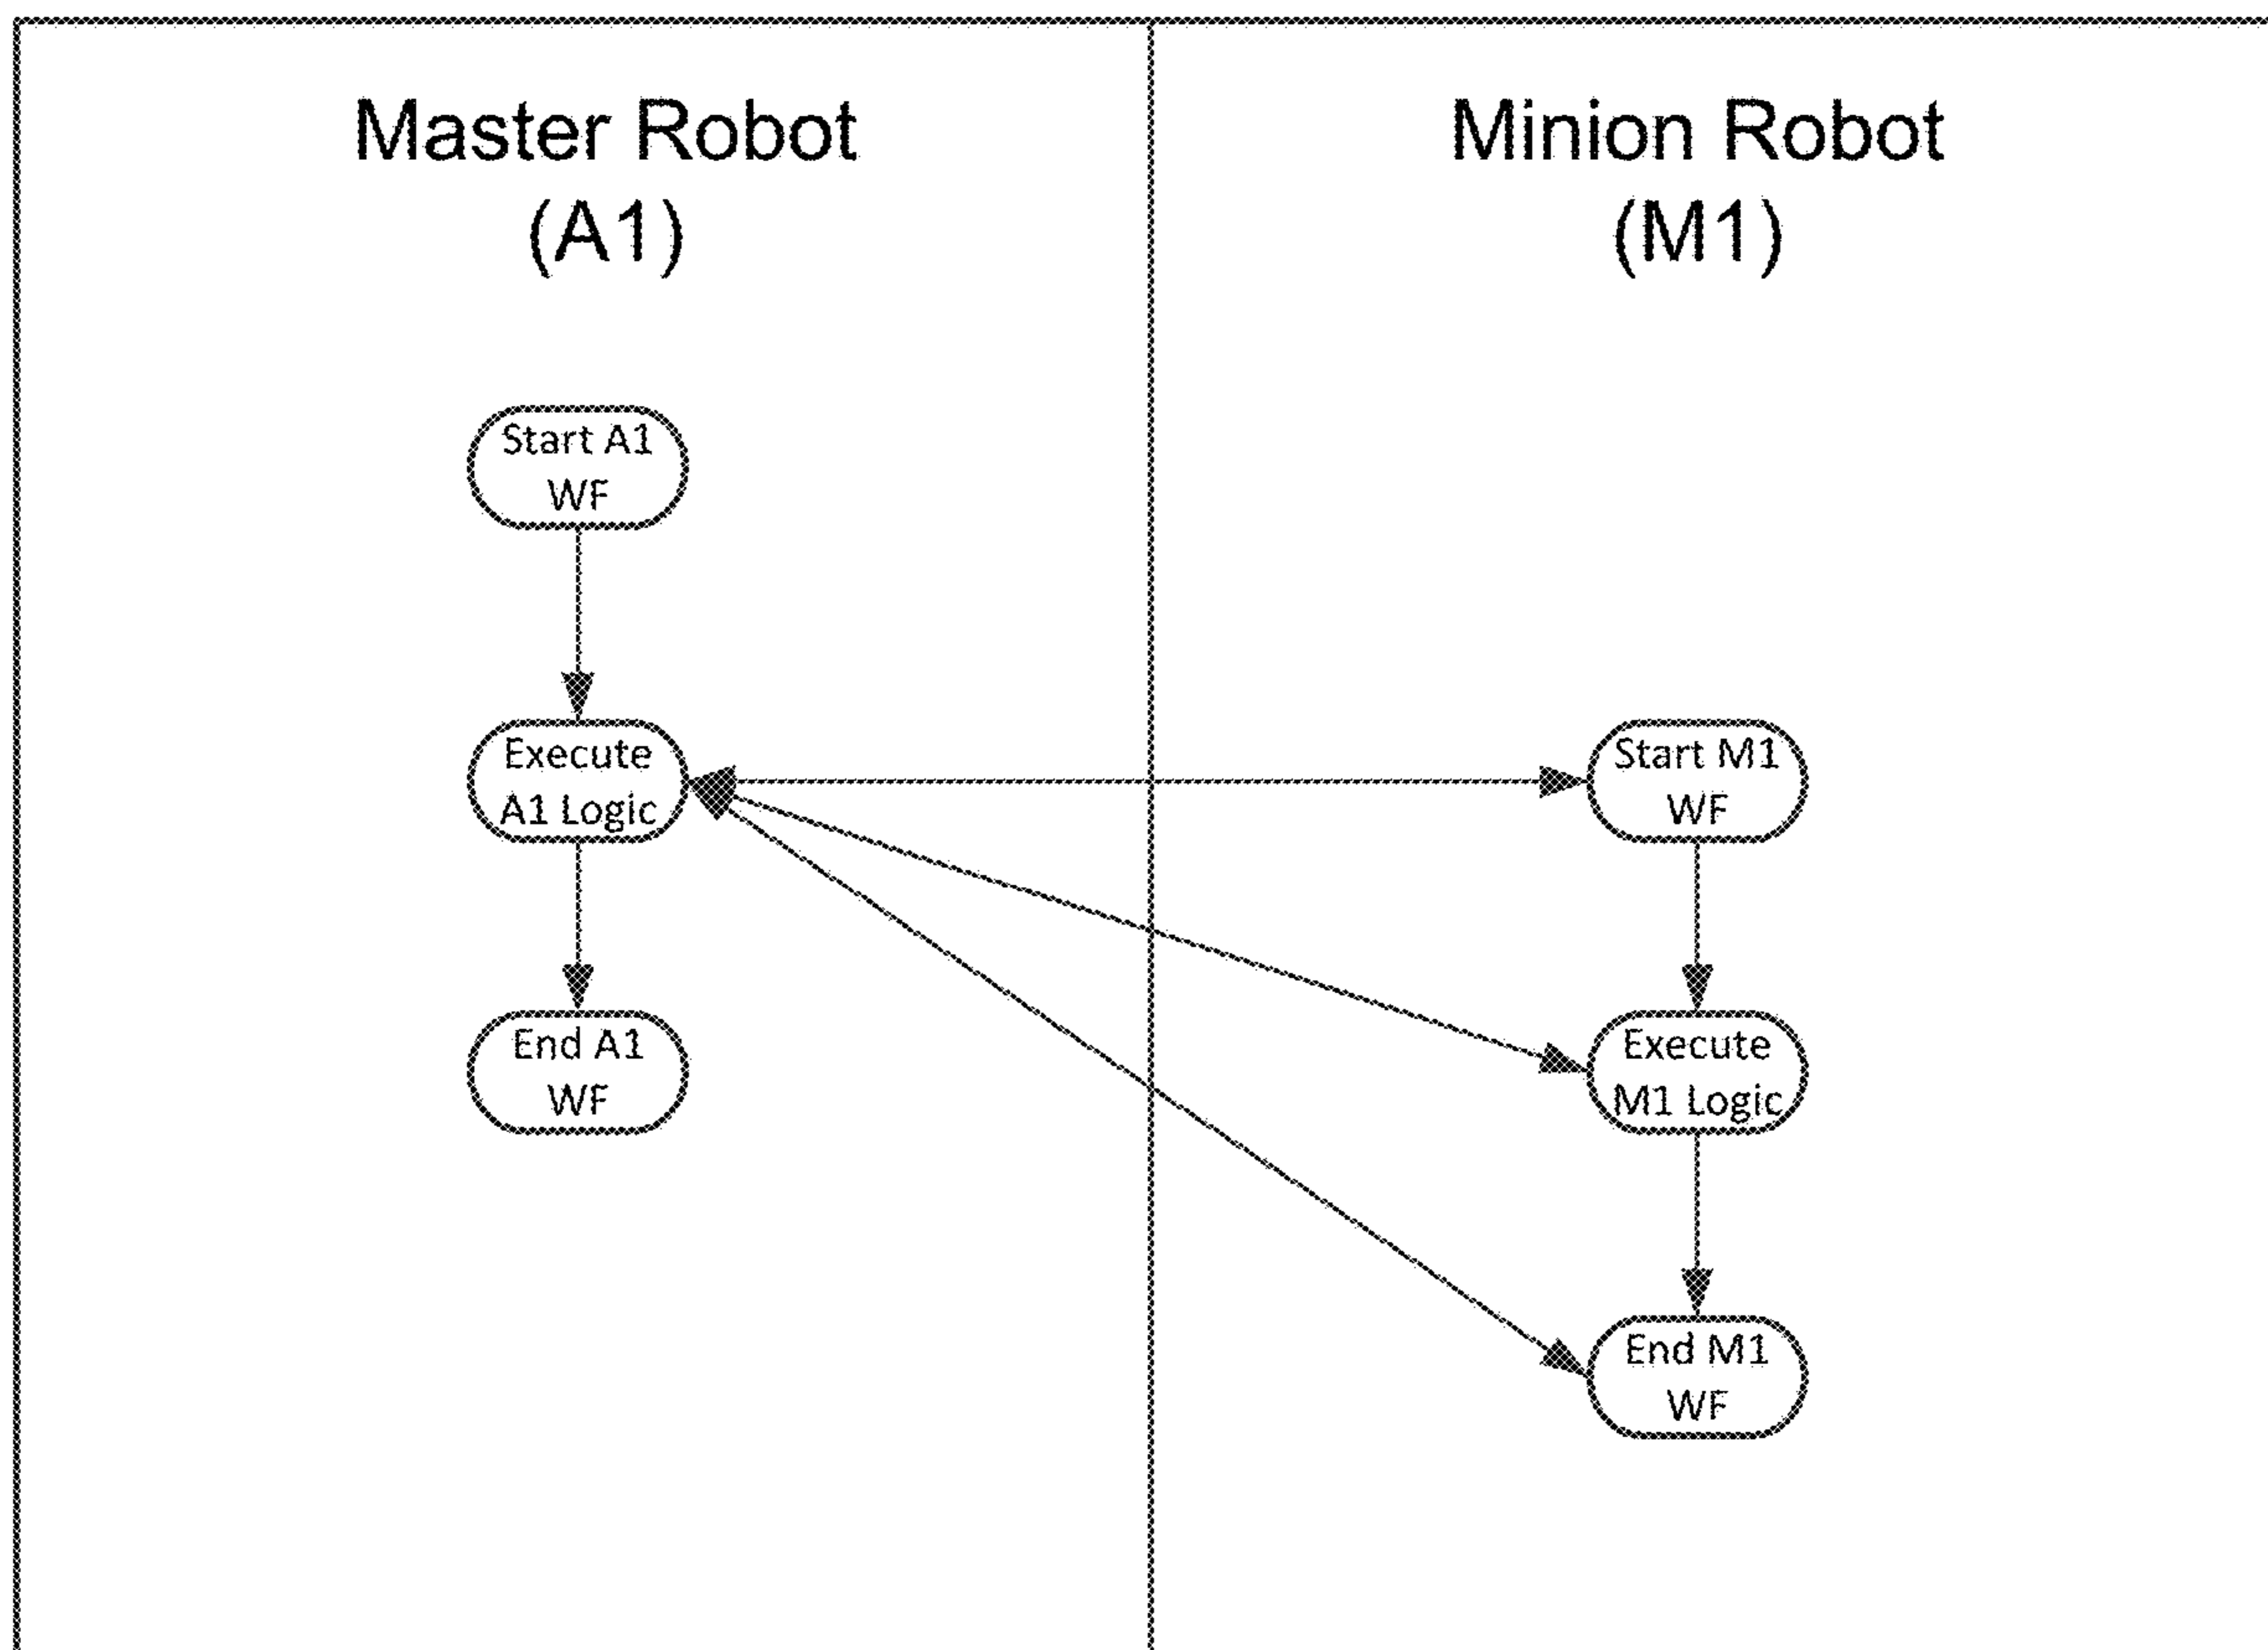 Master Robot
(A1)
Minion Robot
(M1)
Start A1
WF
Execute
A1 Logic
End A1
WF
Start M1
WF
Execute
M1 Logic
End M1
WF